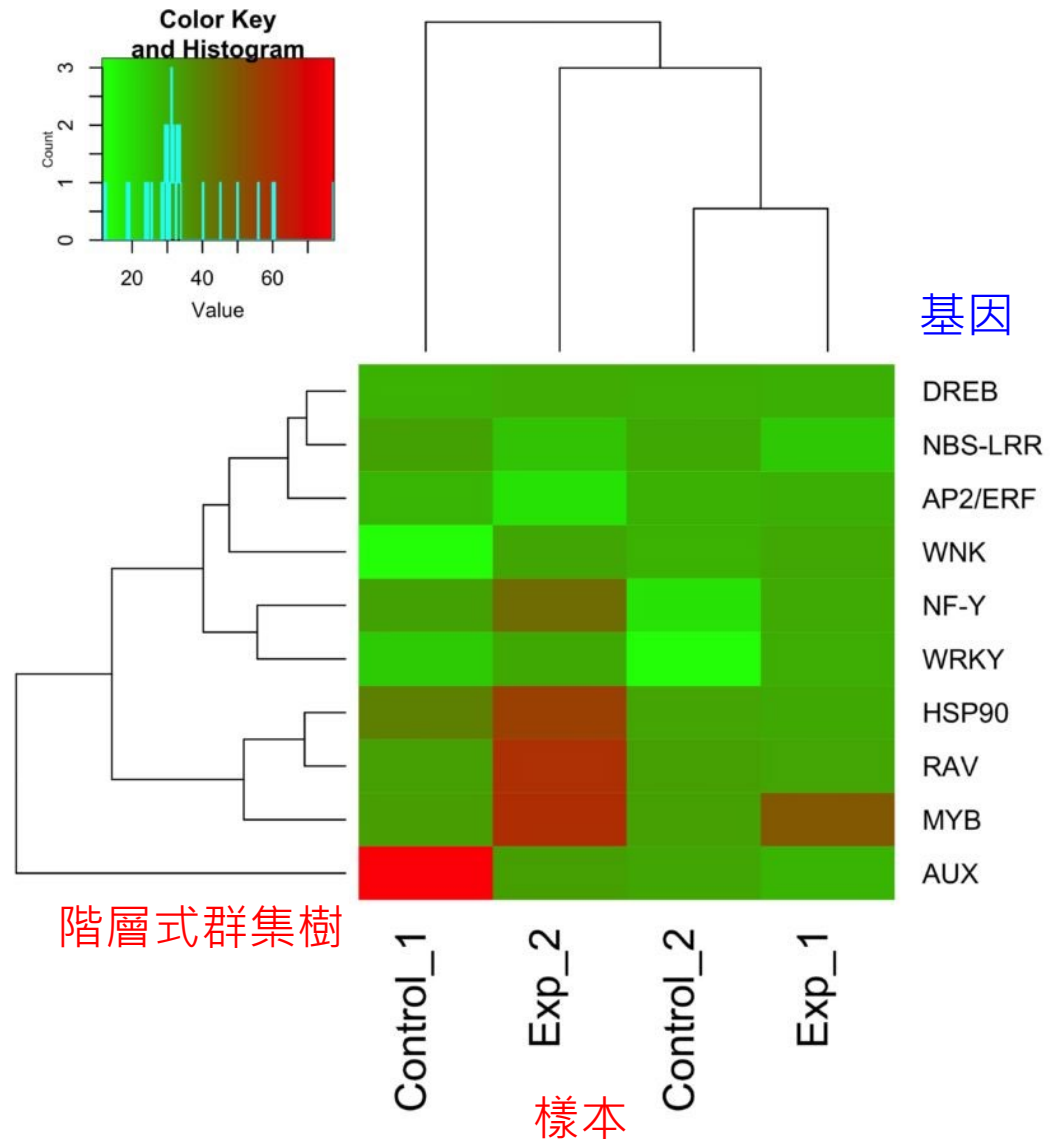 Color Key
and Histogram
3
2
1
0
Count
20 40 60
Value
基因
DREB
NBS-LRR
AP2/ERF
WNK
NF-Y
WRKY
HSP90
RAV
MYB
AUX
階層式群集樹
Control_1
Exp_2
Control_2
Exp_1
樣本